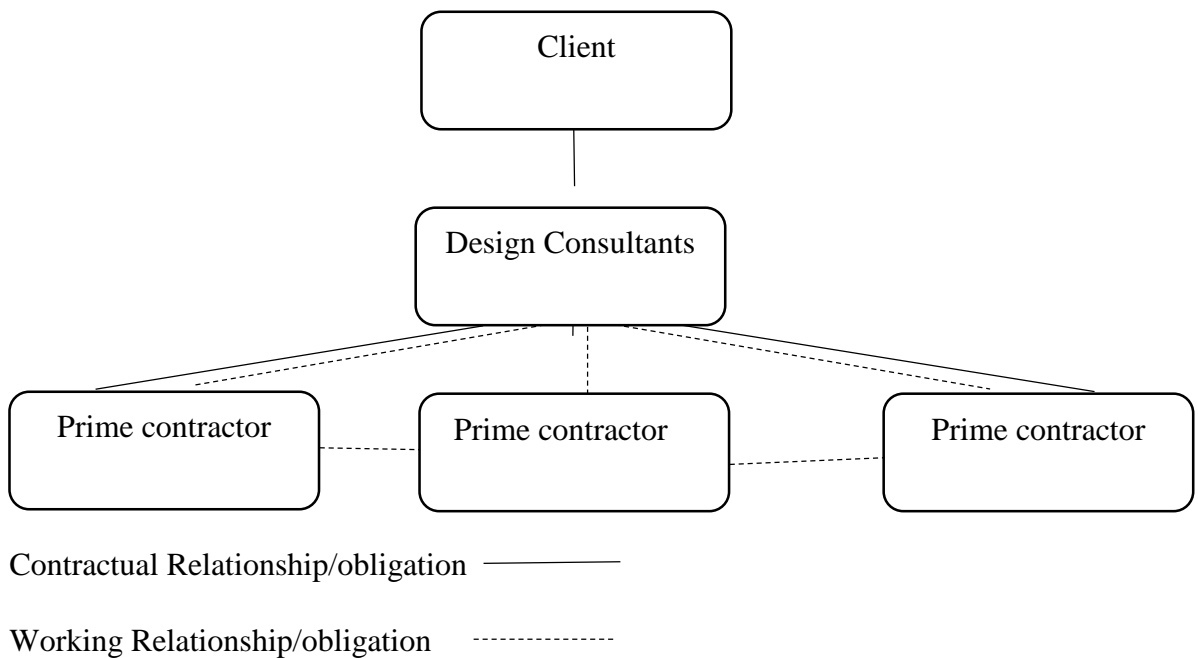 Client
Design Consultants
Prime contractor
Prime contractor
Prime contractor
Contractual Relationship/obligation
Working Relationship/obligation